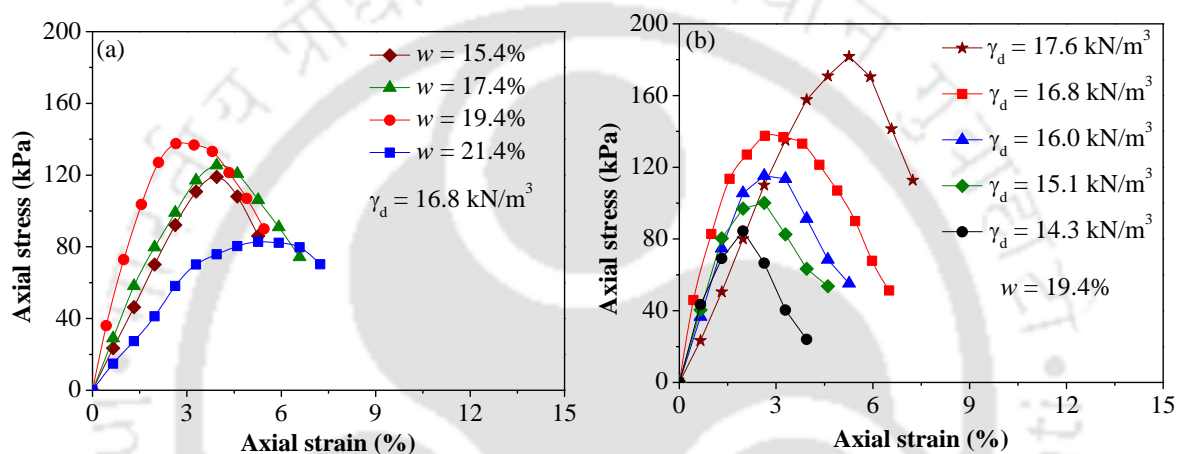 (a)
w = 15.4%
w = 17.4%
w = 19.4%
w = 21.4%
γd = 16.8 kN/m³
200
160
120
80
40
0
0 3 6 9 12 15
Axial stress (kPa)
Axial strain (%)
(b)
γd = 17.6 kN/m³
γd = 16.8 kN/m³
γd = 16.0 kN/m³
γd = 15.1 kN/m³
γd = 14.3 kN/m³
w = 19.4%
200
160
120
80
40
0
0 3 6 9 12 15
Axial stress (kPa)
Axial strain (%)